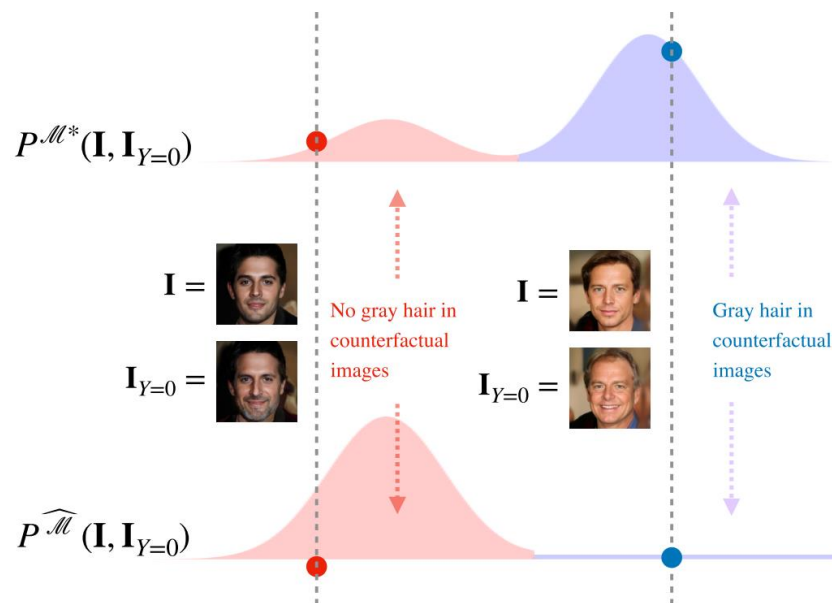 P^ℳ*(I, I_{Y=0})
I =
No gray hair in
counterfactual
images
I_{Y=0} =
I =
Gray hair in
counterfactual
images
I_{Y=0} =
P^ℳ̂(I, I_{Y=0})